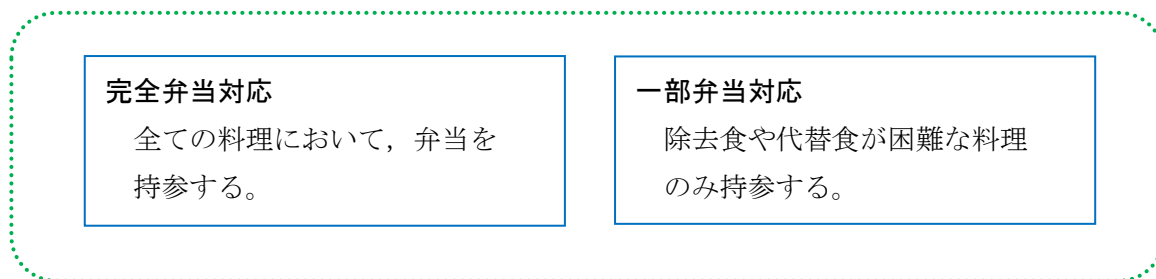 完全弁当対応
全ての料理において，弁当を
持参する。
一部弁当対応
除去食や代替食が困難な料理
のみ持参する。